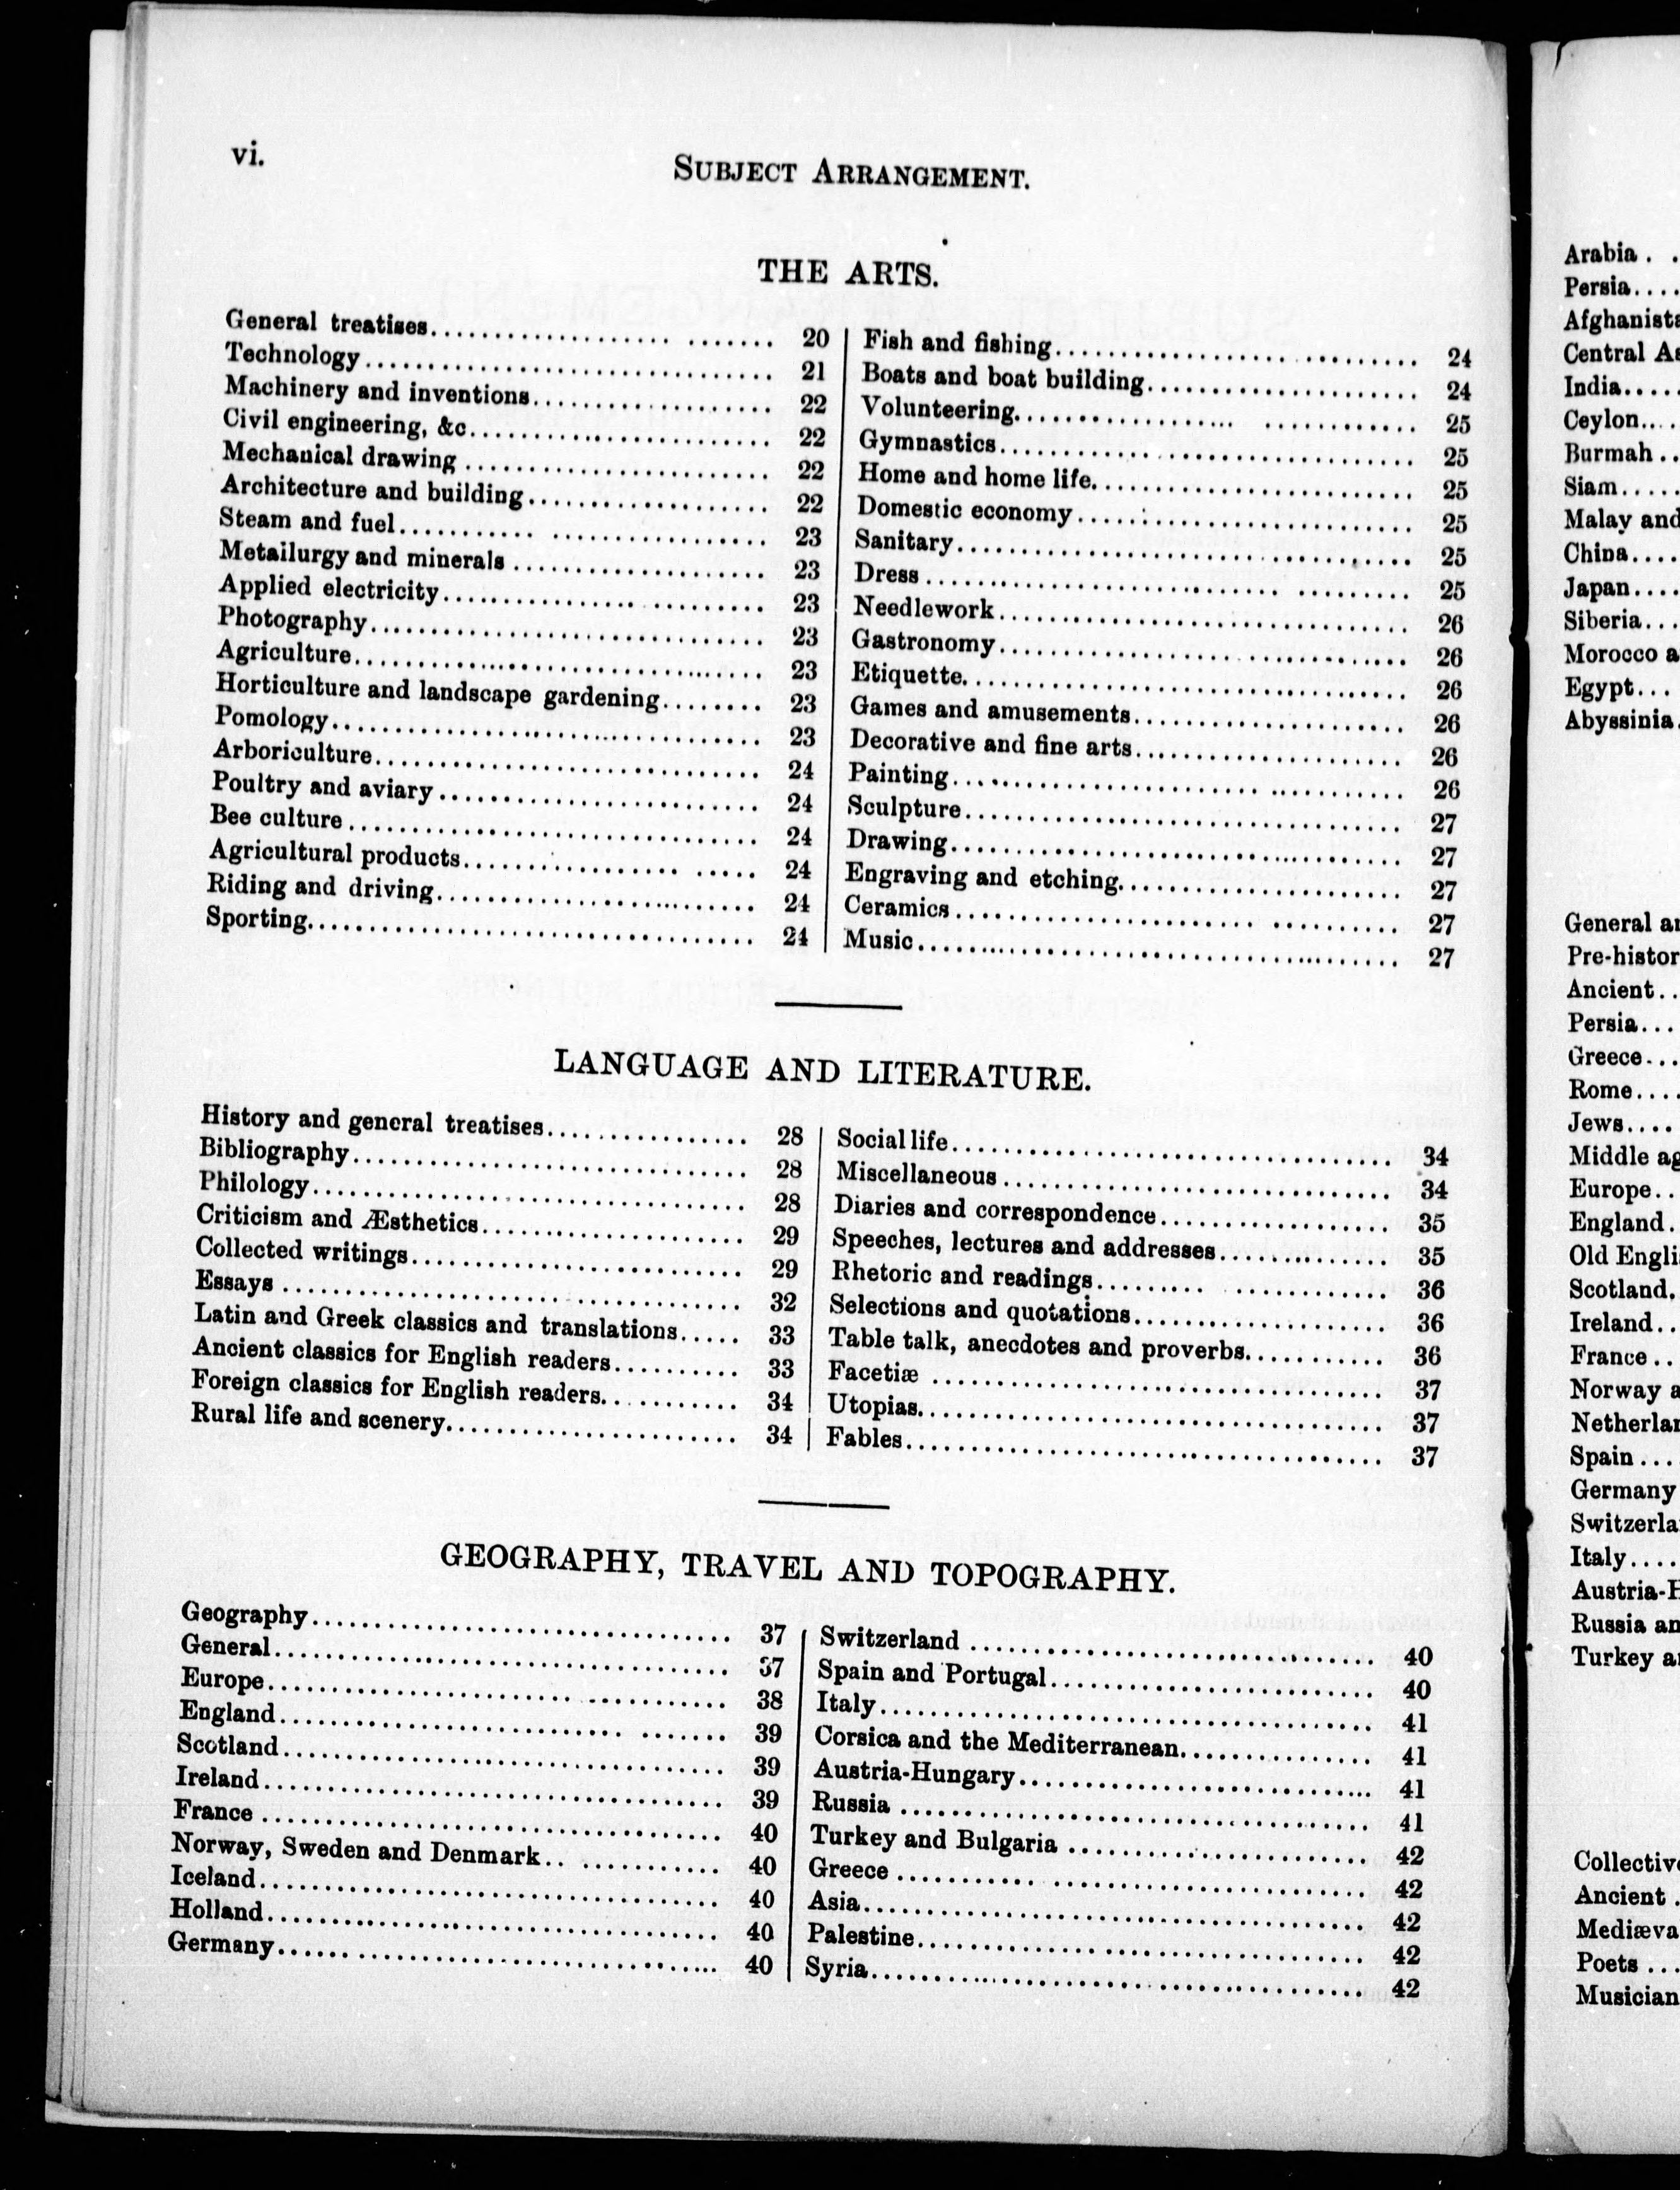 vi.
SUBJECT ARRANGEMENT.
THE ARTS.
General treatises 20
Technology 21
Machinery and inventions 22
Civil engineering, &c 22
Mechanical drawing 22
Architecture and building 22
Steam and fuel 23
Metallurgy and minerals 23
Applied electricity 23
Photography 23
Agriculture 23
Horticulture and landscape gardening 23
Pomology 23
Arboriculture 24
Poultry and aviary 24
Bee culture 24
Agricultural products 24
Riding and driving 24
Sporting 24
Fish and fishing 24
Boats and boat building 24
Volunteering 25
Gymnastics 25
Home and home life 25
Domestic economy 25
Sanitary 25
Dress 25
Needlework 26
Gastronomy 26
Etiquette 26
Games and amusements 26
Decorative and fine arts 26
Painting 26
Sculpture 27
Drawing 27
Engraving and etching 27
Ceramics 27
Music 27
LANGUAGE AND LITERATURE.
History and general treatises 28
Bibliography 28
Philology 28
Criticism and Æsthetics 29
Collected writings 29
Essays 32
Latin and Greek classics and translations 33
Ancient classics for English readers 33
Foreign classics for English readers 34
Rural life and scenery 34
Social life 34
Miscellaneous 34
Diaries and correspondence 35
Speeches, lectures and addresses 35
Rhetoric and readings 36
Selections and quotations 36
Table talk, anecdotes and proverbs 36
Facetiæ 37
Utopias 37
Fables 37
GEOGRAPHY, TRAVEL AND TOPOGRAPHY.
Geography 37
General 37
Europe 38
England 39
Scotland 39
Ireland 39
France 40
Norway, Sweden and Denmark 40
Iceland 40
Holland 40
Germany 40
Switzerland 40
Spain and Portugal 40
Italy 41
Corsica and the Mediterranean 41
Austria-Hungary 41
Russia 41
Turkey and Bulgaria 42
Greece 42
Asia 42
Palestine 42
Syria 42
Arabia
Persia
Afghanista
Central As
India
Ceylon
Burmah
Siam
Malay and
China
Japan
Siberia
Morocco a
Egypt
Abyssinia
General an
Pre-histor
Ancient
Persia
Greece
Rome
Jews
Middle ag
Europe
England
Old Englis
Scotland
Ireland
France
Norway a
Netherlan
Spain
Germany
Switzerla
Italy
Austria-H
Russia an
Turkey a
Collective
Ancient
Mediæva
Poets
Musician